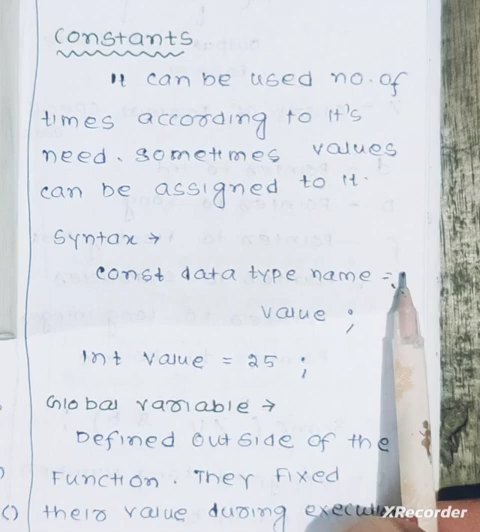 Constants
It can be used no. of
times according to it's
need. sometimes values
can be assigned to it.
Syntax →
const data type name =
value ;
Int value = 25 ;
Global variable →
Defined outside of the
Function. They Fixed
() their value during
XRecorder